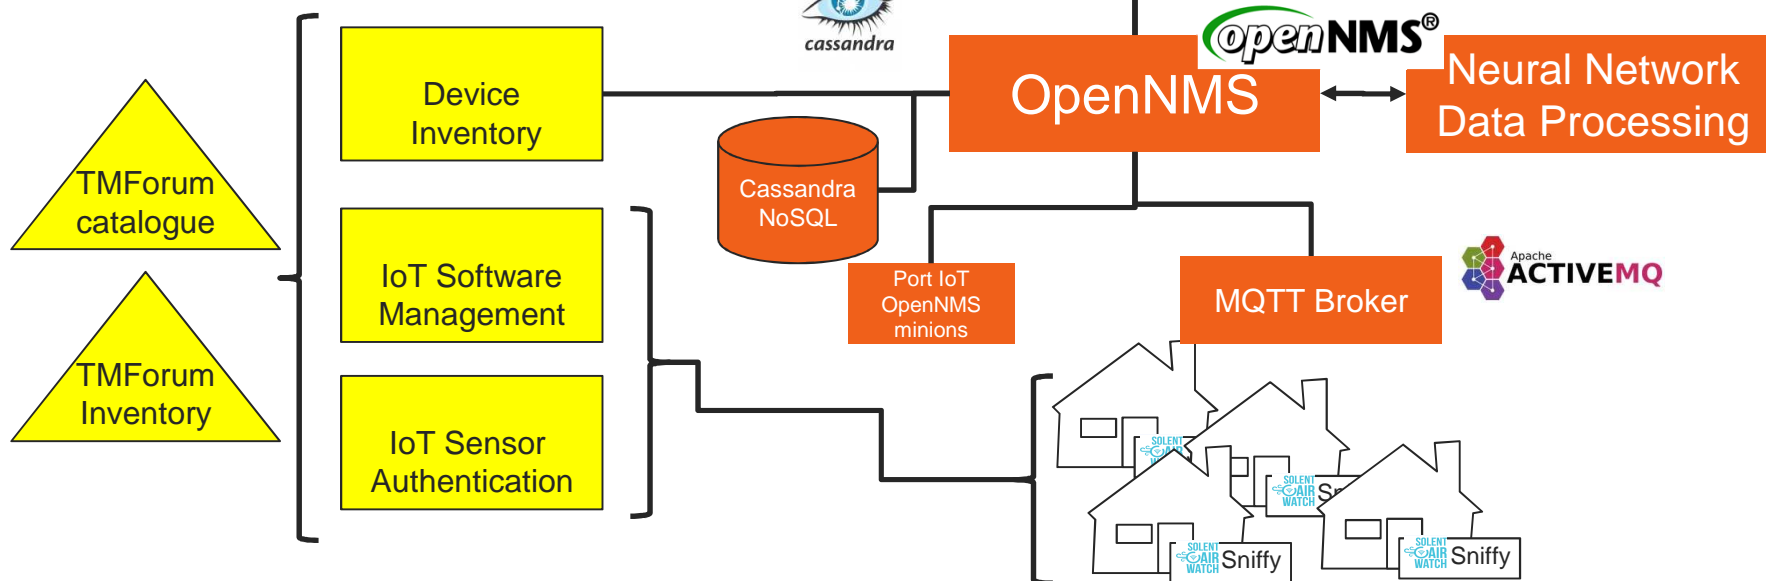 cassandra
openNMS®
Device
Inventory
OpenNMS
Neural Network
Data Processing
TMForum
catalogue
Cassandra
NoSQL
IoT Software
Management
Port IoT
OpenNMS
minions
MQTT Broker
Apache
ACTIVEMQ
TMForum
Inventory
IoT Sensor
Authentication
SOLENT
AIR
SOLENT
AIR
WATCH
SOLENT
AIR
WATCH
Sniffy
SOLENT
AIR
WATCH
Sniffy